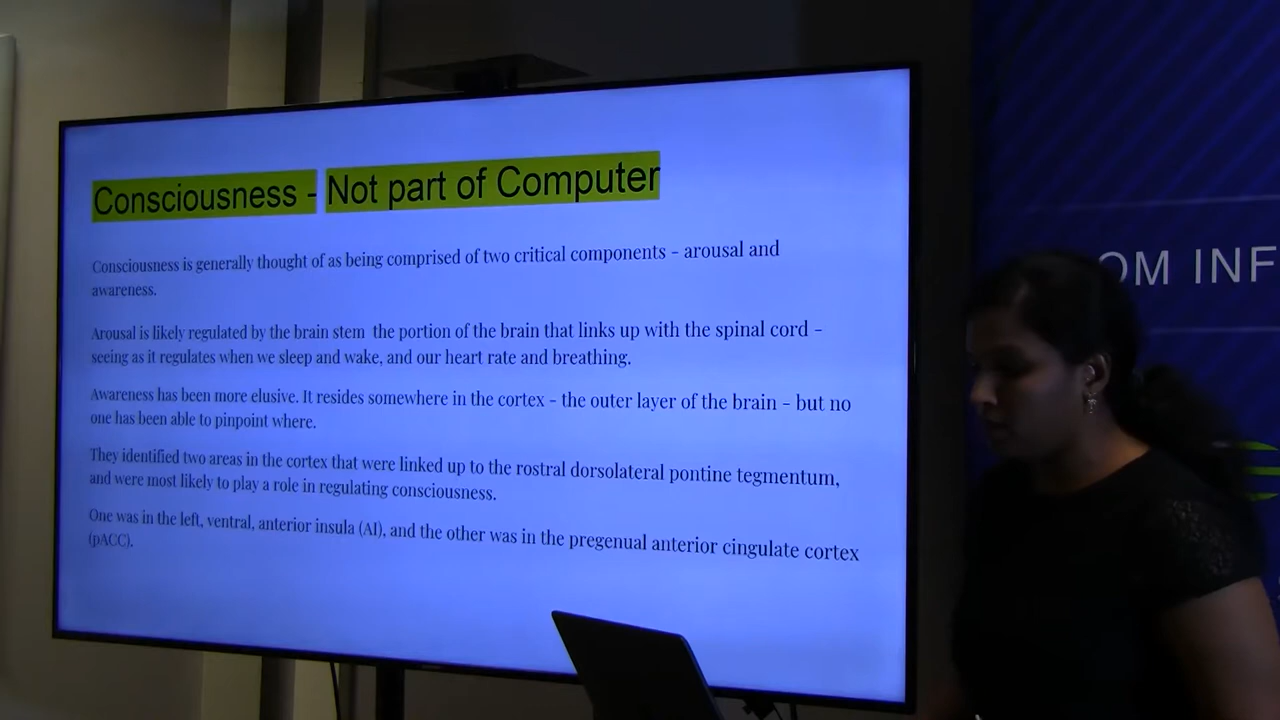 Consciousness - Not part of Computer
Consciousness is generally thought of as being comprised of two critical components - arousal and
awareness.
Arousal is likely regulated by the brain stem the portion of the brain that links up with the spinal cord -
seeing as it regulates when we sleep and wake, and our heart rate and breathing.
Awareness has been more elusive. It resides somewhere in the cortex - the outer layer of the brain - but no
one has been able to pinpoint where.
They identified two areas in the cortex that were linked up to the rostral dorsolateral pontine tegmentum,
and were most likely to play a role in regulating consciousness.
One was in the left, ventral, anterior insula (AI), and the other was in the pregenual anterior cingulate cortex
(pACC).
OM INF